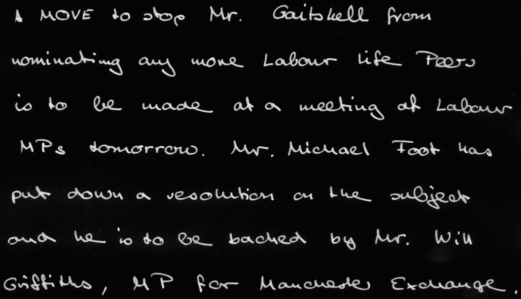 A MOVE to stop Mr. Gaitskell from
nominating any more Labour life Peers
is to be made at a meeting of Labour
MPs tomorrow. Mr. Michael Foot has
put down a resolution on the subject
and he is to be backed by Mr. Will
Griffiths, MP for Manchester Exchange.